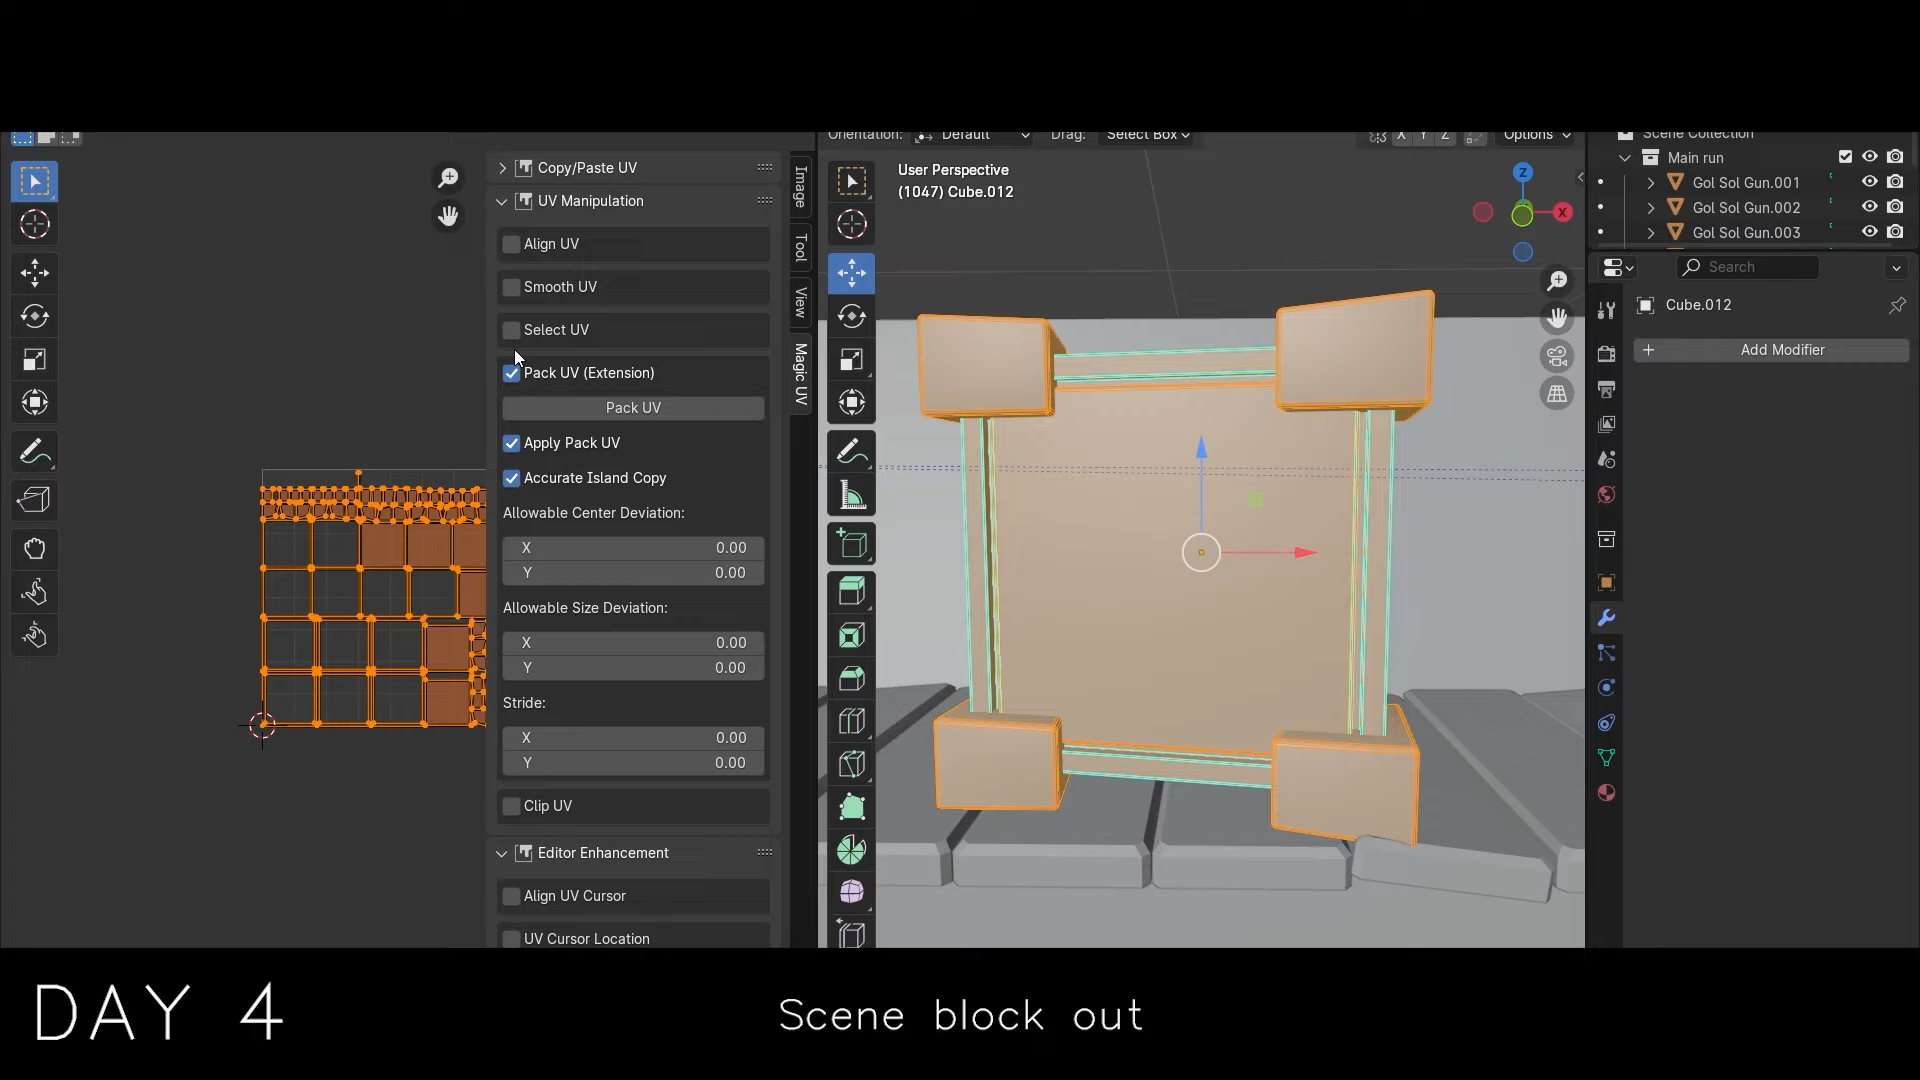 Orientation: Default Drag: Select Box X Y Z Options
Scene Collection
Main run
Gol Sol Gun.001
Gol Sol Gun.002
Gol Sol Gun.003
User Perspective
(1047) Cube.012
Z
X
Search
Cube.012
Add Modifier
Copy/Paste UV
UV Manipulation
Align UV
Smooth UV
Select UV
Pack UV (Extension)
Pack UV
Apply Pack UV
Accurate Island Copy
Allowable Center Deviation:
X 0.00
Y 0.00
Allowable Size Deviation:
X 0.00
Y 0.00
Stride:
X 0.00
Y 0.00
Clip UV
Editor Enhancement
Align UV Cursor
UV Cursor Location
Image
Tool
View
Magic UV
DAY 4
Scene block out